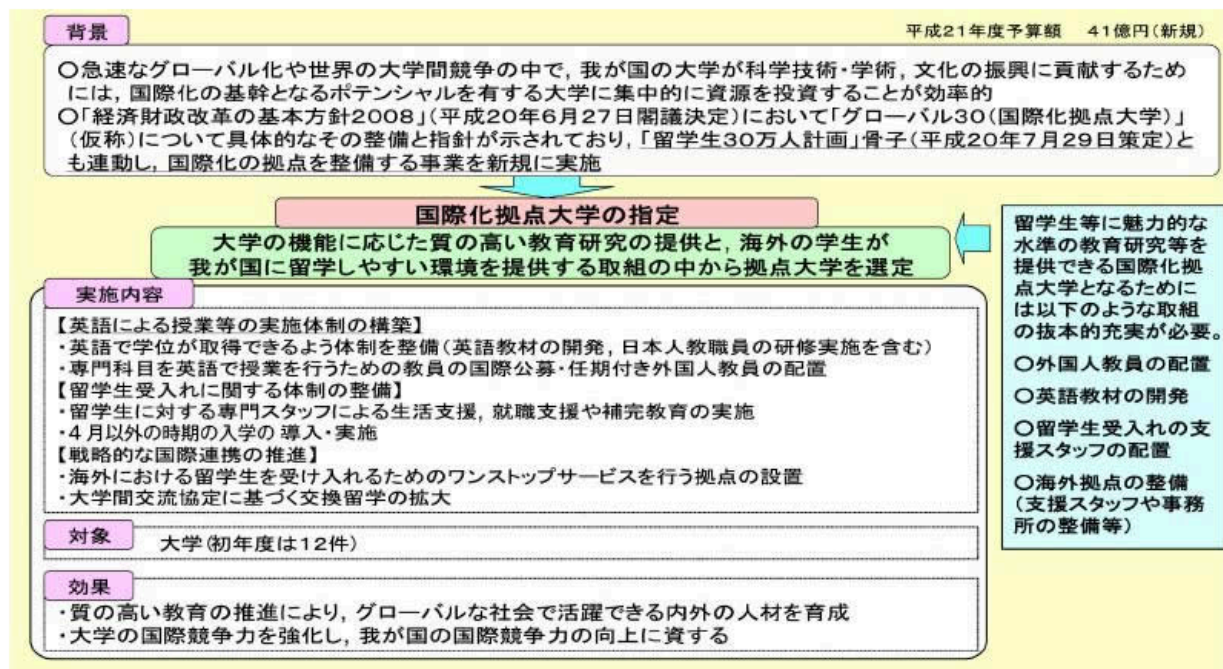 背景
平成21年度予算額　41億円(新規)
〇急速なグローバル化や世界の大学間競争の中で，我が国の大学が科学技術・学術，文化の振興に貢献するため
には，国際化の基幹となるポテンシャルを有する大学に集中的に資源を投資することが効率的
〇「経済財政改革の基本方針2008」(平成20年6月27日閣議決定)において「グローバル30(国際化拠点大学)」
(仮称)について具体的なその整備と指針が示されており，「留学生30万人計画」骨子(平成20年7月29日策定)と
も連動し，国際化の拠点を整備する事業を新規に実施
国際化拠点大学の指定
大学の機能に応じた質の高い教育研究の提供と，海外の学生が
我が国に留学しやすい環境を提供する取組の中から拠点大学を選定
実施内容
【英語による授業等の実施体制の構築】
・英語で学位が取得できるよう体制を整備(英語教材の開発，日本人教職員の研修実施を含む)
・専門科目を英語で授業を行うための教員の国際公募・任期付き外国人教員の配置
【留学生受入れに関する体制の整備】
・留学生に対する専門スタッフによる生活支援，就職支援や補完教育の実施
・4月以外の時期の入学の 導入・実施
【戦略的な国際連携の推進】
・海外における留学生を受け入れるためのワンストップサービスを行う拠点の設置
・大学間交流協定に基づく交換留学の拡大
対象
大学(初年度は12件)
効果
・質の高い教育の推進により，グローバルな社会で活躍できる内外の人材を育成
・大学の国際競争力を強化し，我が国の国際競争力の向上に資する
留学生等に魅力的な
水準の教育研究等を
提供できる国際化拠
点大学となるために
は以下のような取組
の抜本的充実が必要。
〇外国人教員の配置
〇英語教材の開発
〇留学生受入れの支
援スタッフの配置
〇海外拠点の整備
(支援スタッフや事務
所の整備等)